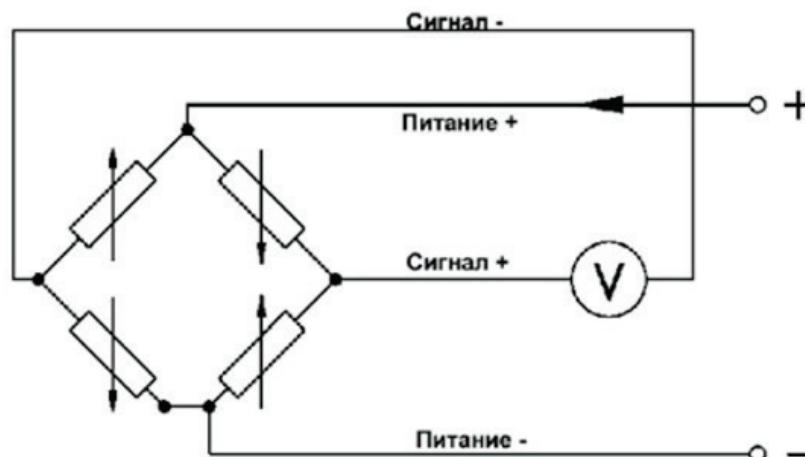 Сигнал -
+
Питание +
Сигнал +
V
Питание -
-